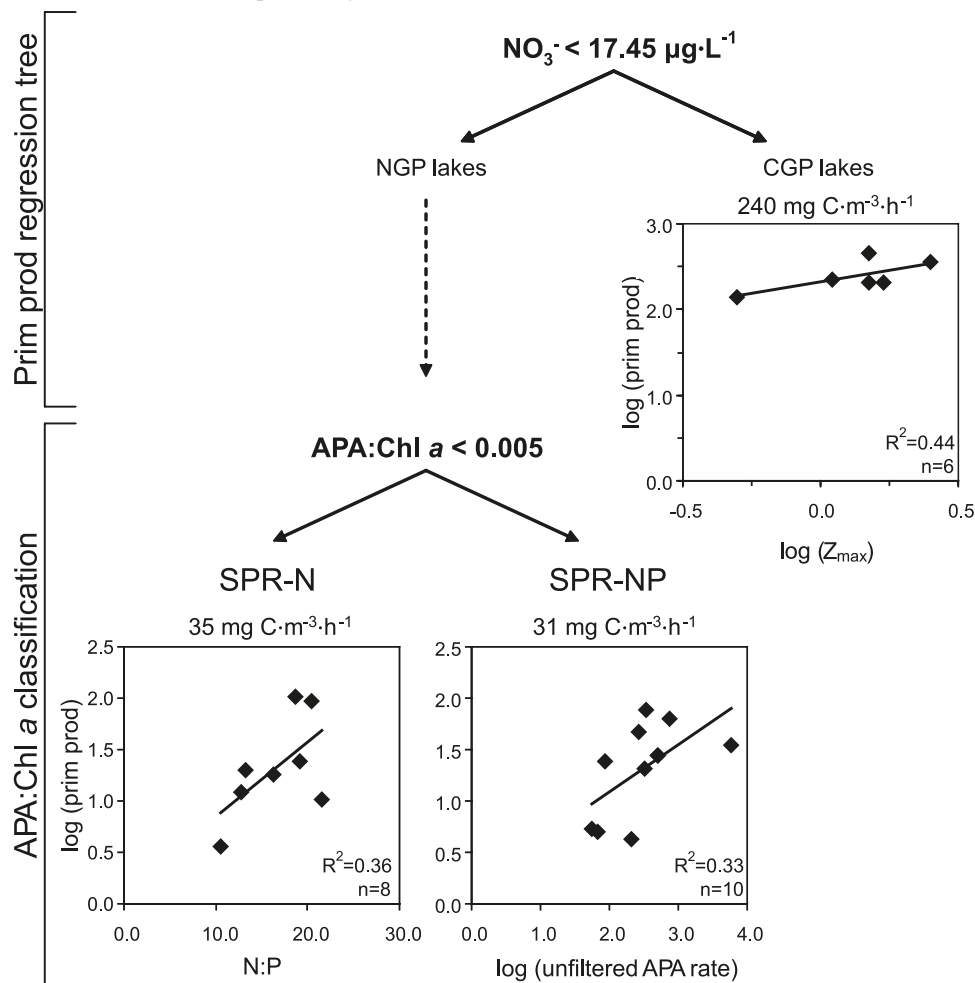 Prim prod regression tree
NO₃⁻ < 17.45 µg·L⁻¹
NGP lakes
CGP lakes
240 mg C·m⁻³·h⁻¹
log (prim prod)
3.0
2.0
1.0
0.0
R²=0.44
n=6
-0.5
0.0
0.5
log (Zmax)
APA:Chl a classification
APA:Chl a < 0.005
SPR-N
SPR-NP
35 mg C·m⁻³·h⁻¹
log (prim prod)
2.5
2.0
1.5
1.0
0.5
0.0
R²=0.36
n=8
0.0
10.0
20.0
30.0
N:P
31 mg C·m⁻³·h⁻¹
2.5
2.0
1.5
1.0
0.5
0.0
R²=0.33
n=10
0.0
1.0
2.0
3.0
4.0
log (unfiltered APA rate)